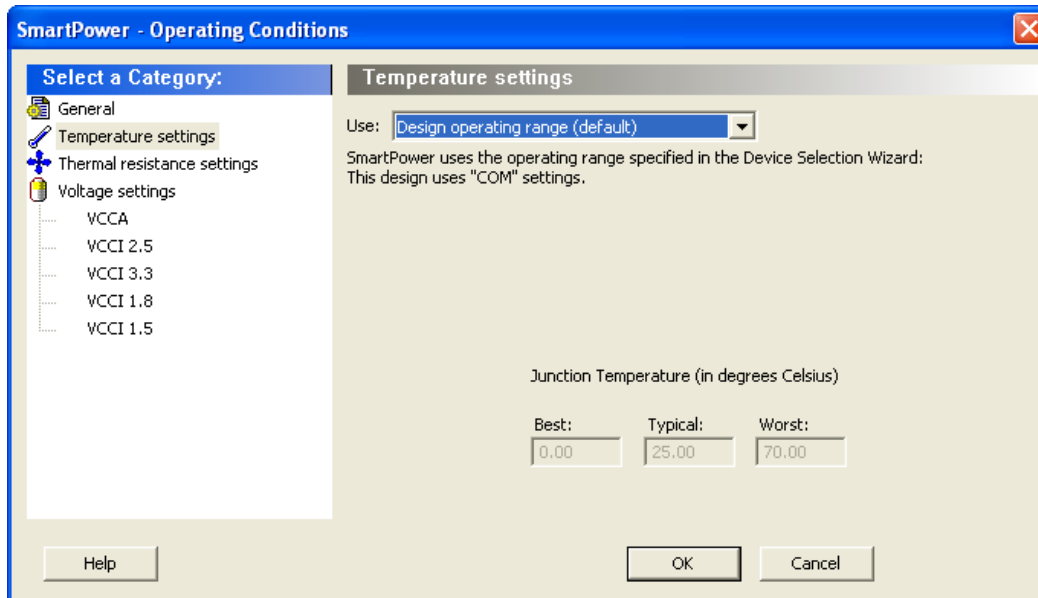 SmartPower - Operating Conditions
Select a Category:
General
Temperature settings
Thermal resistance settings
Voltage settings
VCCA
VCCI 2.5
VCCI 3.3
VCCI 1.8
VCCI 1.5
Temperature settings
Use: Design operating range (default)
SmartPower uses the operating range specified in the Device Selection Wizard:
This design uses "COM" settings.
Junction Temperature (in degrees Celsius)
Best: Typical: Worst:
0.00 25.00 70.00
Help OK Cancel